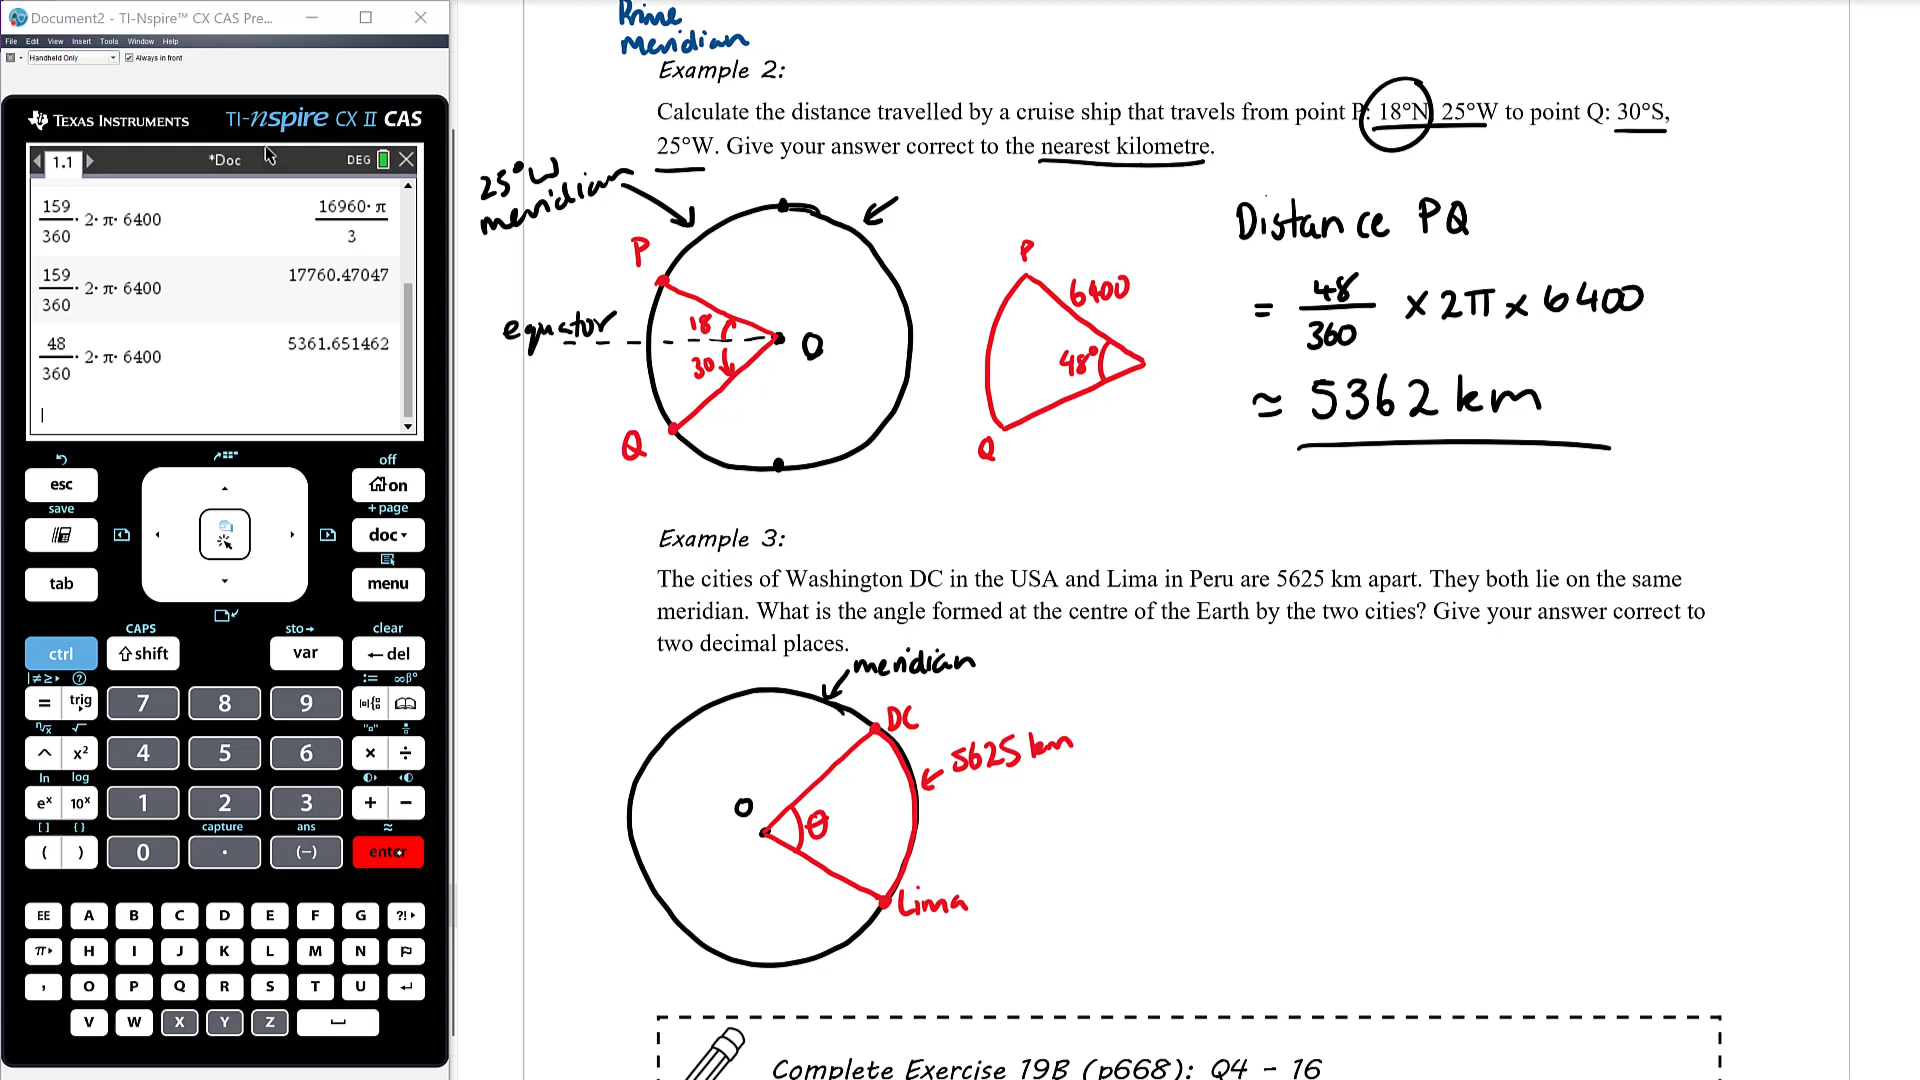 Document2 - TI-Nspire™ CX CAS Pre...
File Edit View Insert Tools Window Help
Handheld Only Always in front
TEXAS INSTRUMENTS TI-nspire CX II CAS
1.1 *Doc DEG
159/360 · 2 · π · 6400 16960 · π/3
159/360 · 2 · π · 6400 17760.47047
48/360 · 2 · π · 6400 5361.651462
off
esc on
save + page
doc
tab menu
CAPS sto→ clear
ctrl shift var ← del
|≠≥▸ ? := ∞β°
= trig 7 8 9
ⁿ√x √
^ x² 4 5 6 × ÷
ln log
eˣ 10ˣ 1 2 3 + −
[ ] { } capture ans ≈
( ) 0 . (−) enter
EE A B C D E F G ?!▸
π▸ H I J K L M N
, O P Q R S T U
V W X Y Z
Prime
Meridian
Example 2:
Calculate the distance travelled by a cruise ship that travels from point P: 18°N, 25°W to point Q: 30°S,
25°W. Give your answer correct to the nearest kilometre.
25°W
meridian
P
equator
18
30
O
Q
P
6400
48°
Q
Distance PQ
= 48/360 × 2π × 6400
≈ 5362 km
Example 3:
The cities of Washington DC in the USA and Lima in Peru are 5625 km apart. They both lie on the same
meridian. What is the angle formed at the centre of the Earth by the two cities? Give your answer correct to
two decimal places.
meridian
DC
5625 km
O
θ
Lima
Complete Exercise 19B (p668): Q4 - 16